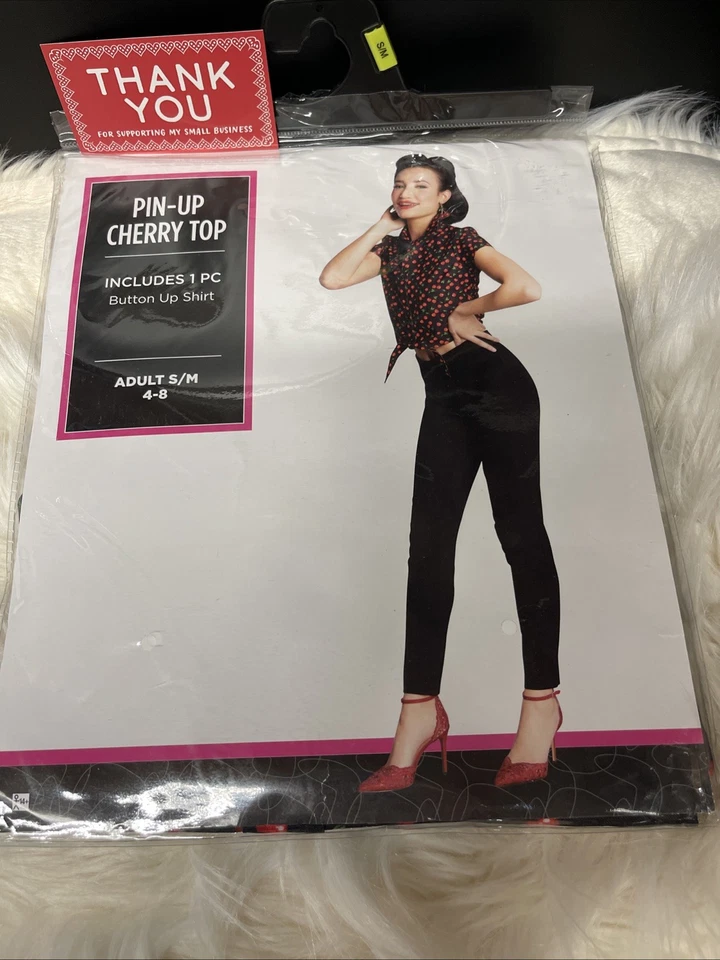 THANK
YOU
FOR SUPPORTING MY SMALL BUSINESS
S/M
PIN-UP
CHERRY TOP
INCLUDES 1 PC
Button Up Shirt
ADULT S/M
4-8
14+